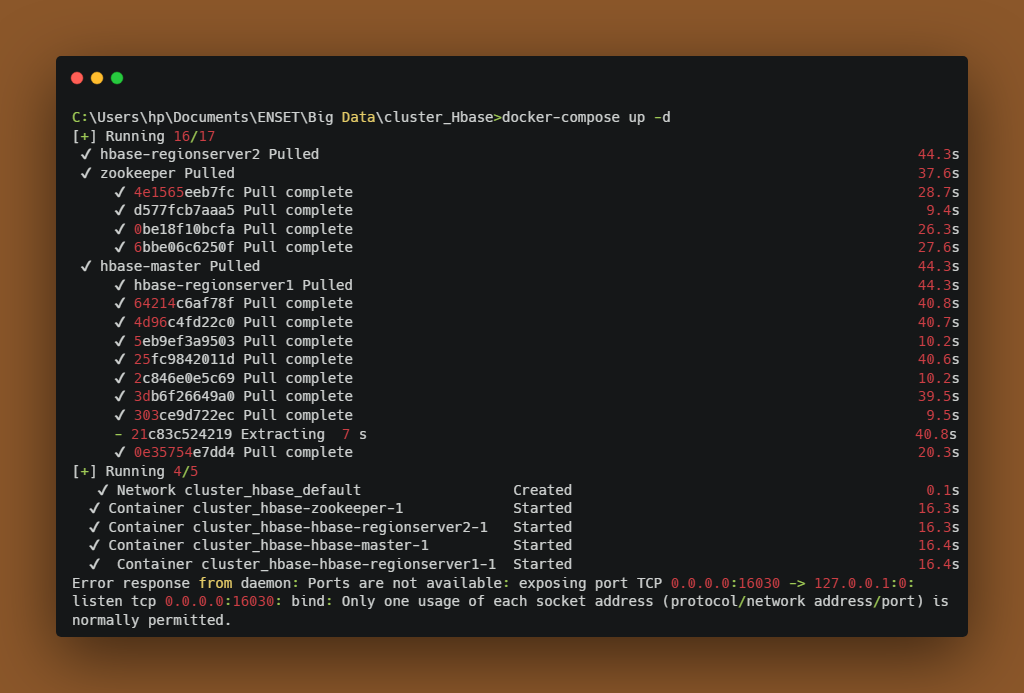 C:\Users\hp\Documents\ENSET\Big Data\cluster_Hbase>docker-compose up -d
[+] Running 16/17
✔ hbase-regionserver2 Pulled 44.3s
✔ zookeeper Pulled 37.6s
✔ 4e1565eeb7fc Pull complete 28.7s
✔ d577fcb7aaa5 Pull complete 9.4s
✔ 0be18f10bcfa Pull complete 26.3s
✔ 6bbe06c6250f Pull complete 27.6s
✔ hbase-master Pulled 44.3s
✔ hbase-regionserver1 Pulled 44.3s
✔ 64214c6af78f Pull complete 40.8s
✔ 4d96c4fd22c0 Pull complete 40.7s
✔ 5eb9ef3a9503 Pull complete 10.2s
✔ 25fc9842011d Pull complete 40.6s
✔ 2c846e0e5c69 Pull complete 10.2s
✔ 3db6f26649a0 Pull complete 39.5s
✔ 303ce9d722ec Pull complete 9.5s
- 21c83c524219 Extracting 7 s 40.8s
✔ 0e35754e7dd4 Pull complete 20.3s
[+] Running 4/5
✔ Network cluster_hbase_default Created 0.1s
✔ Container cluster_hbase-zookeeper-1 Started 16.3s
✔ Container cluster_hbase-hbase-regionserver2-1 Started 16.3s
✔ Container cluster_hbase-hbase-master-1 Started 16.4s
✔ Container cluster_hbase-hbase-regionserver1-1 Started 16.4s
Error response from daemon: Ports are not available: exposing port TCP 0.0.0.0:16030 -> 127.0.0.1:0:
listen tcp 0.0.0.0:16030: bind: Only one usage of each socket address (protocol/network address/port) is
normally permitted.